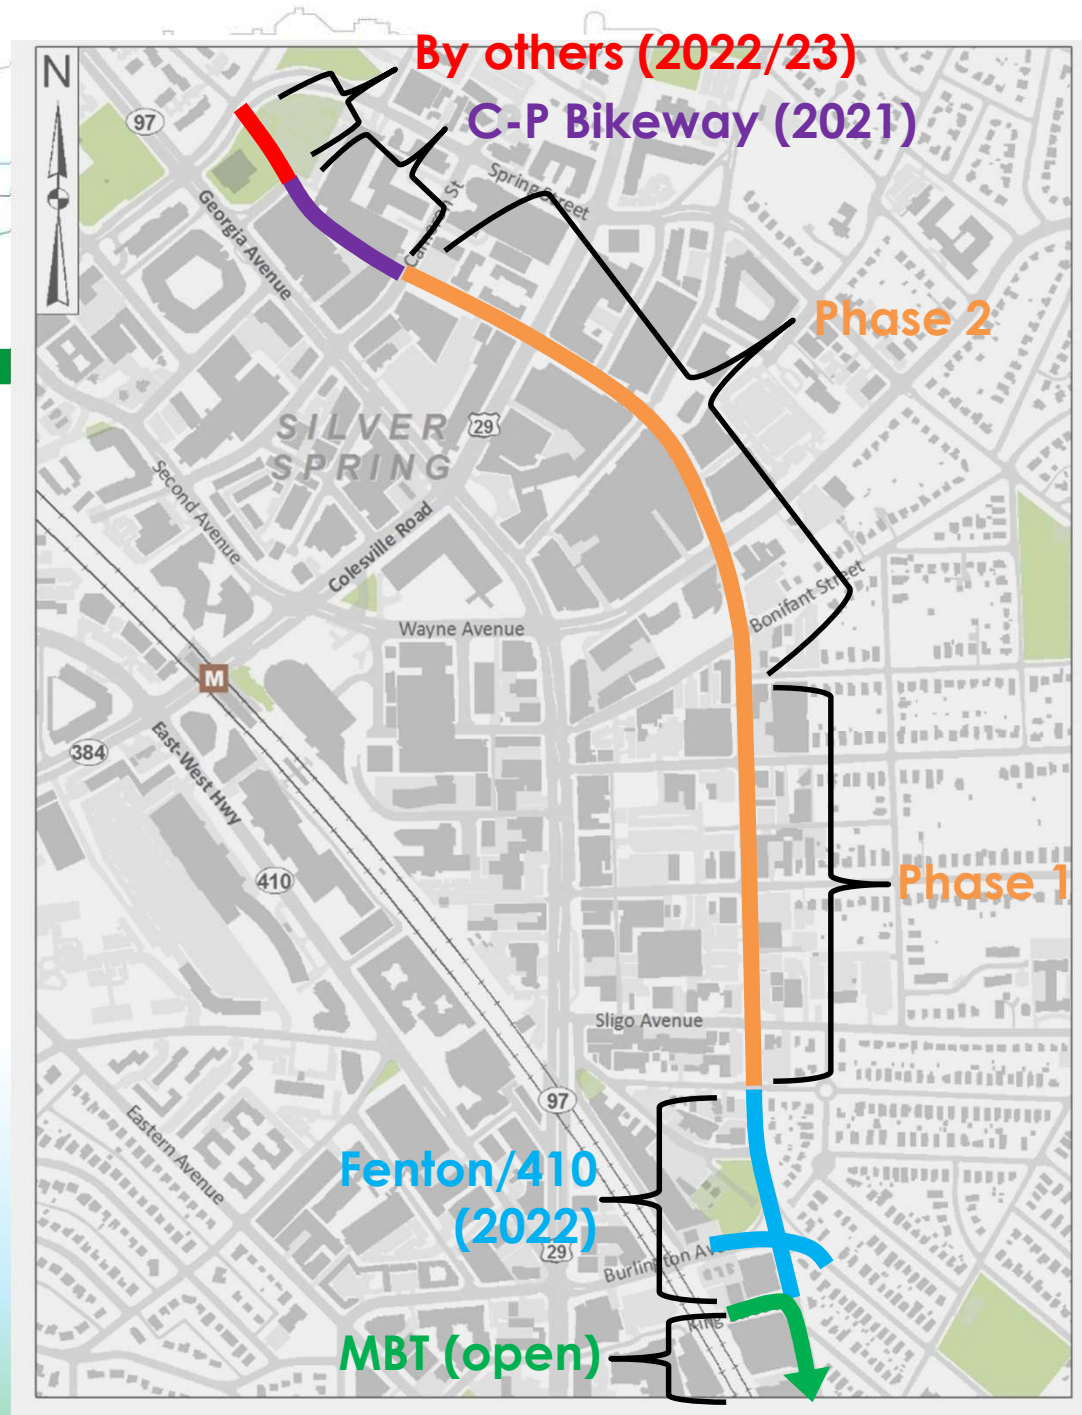 By others (2022/23)
N
C-P Bikeway (2021)
97
Spring Street
Georgia Avenue
Phase 2
SILVER
SPRING
29
Second Avenue
Colesville Road
Bonifant Street
Wayne Avenue
M
384
East-West Hwy
410
Phase 1
Sligo Avenue
97
Eastern Avenue
Fenton/410
(2022)
29
Burlington Av
MBT (open)